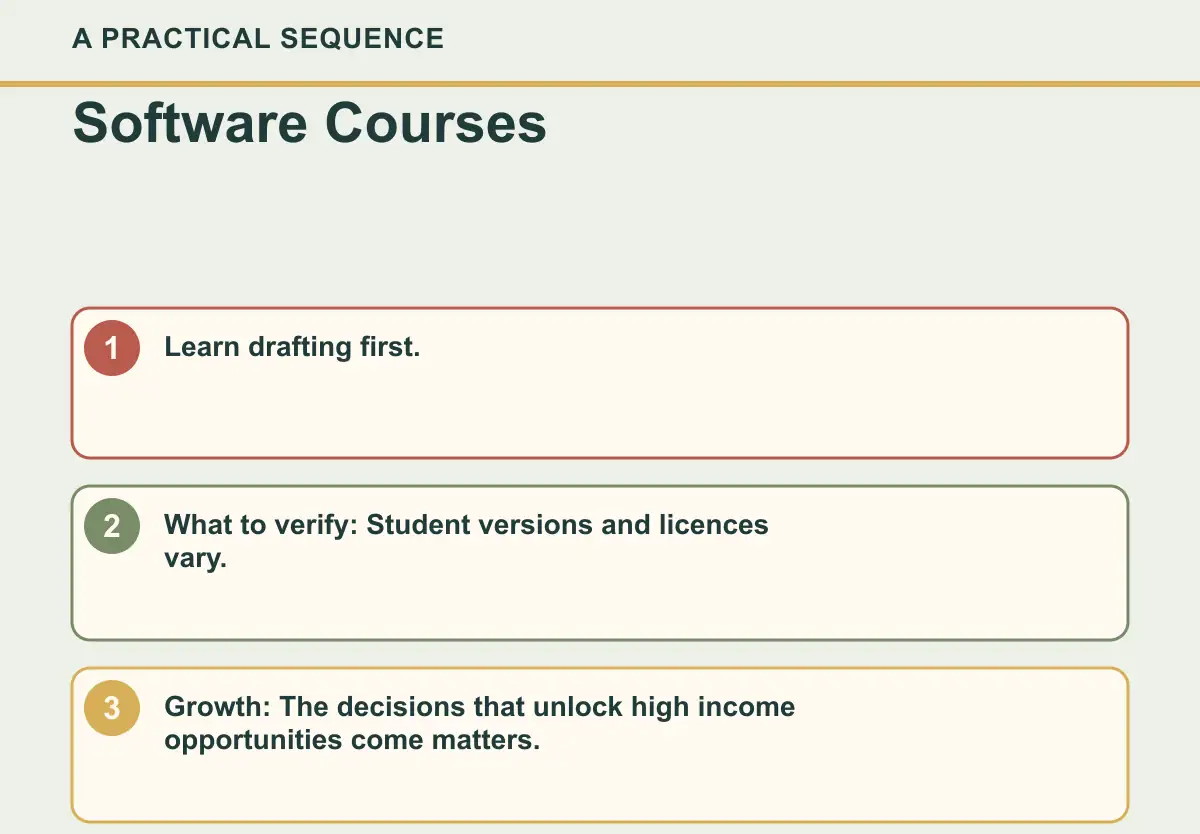 A PRACTICAL SEQUENCE
Software Courses
1
Learn drafting first.
2
What to verify: Student versions and licences
vary.
3
Growth: The decisions that unlock high income
opportunities come matters.